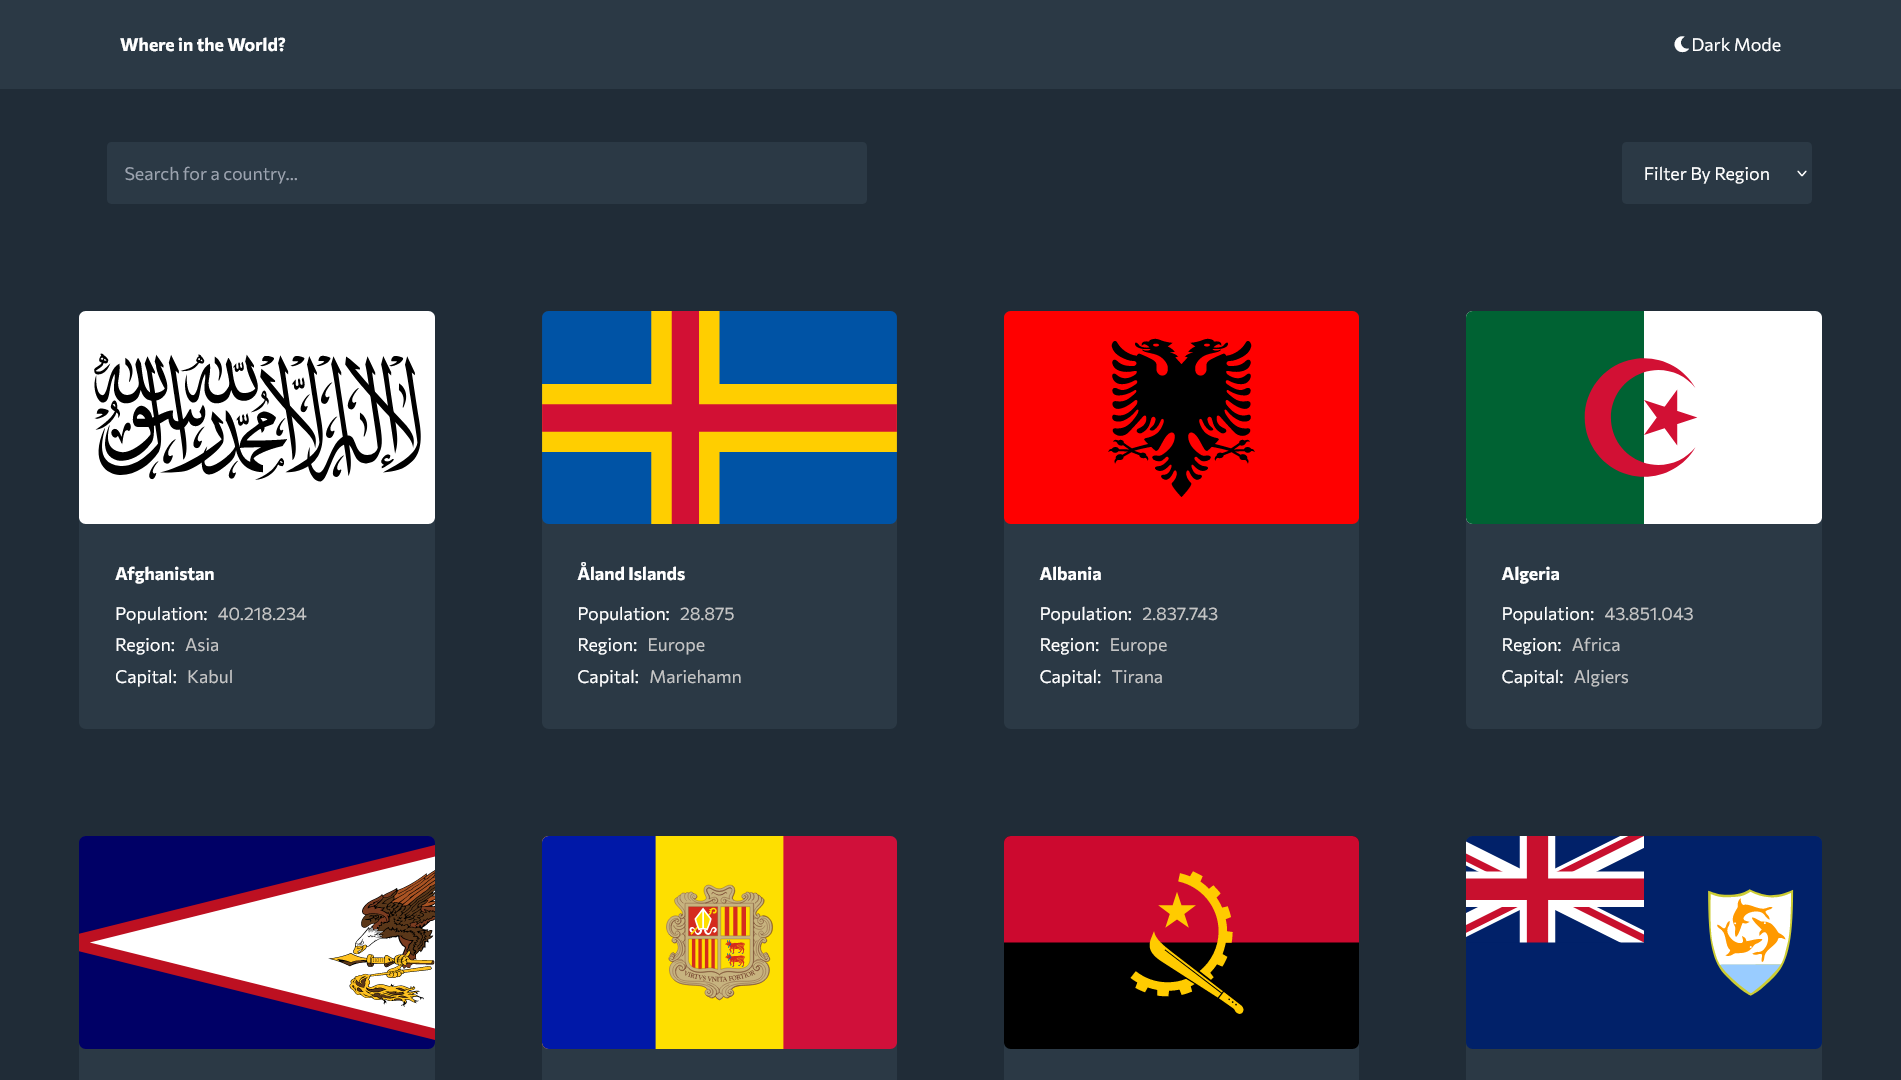 Where in the World?
Dark Mode
Search for a country...
Filter By Region
لا إله إلا الله محمد رسول الله
Afghanistan
Population: 40.218.234
Region: Asia
Capital: Kabul
Åland Islands
Population: 28.875
Region: Europe
Capital: Mariehamn
Albania
Population: 2.837.743
Region: Europe
Capital: Tirana
Algeria
Population: 43.851.043
Region: Africa
Capital: Algiers
VIRTVS VNITA FORTIOR